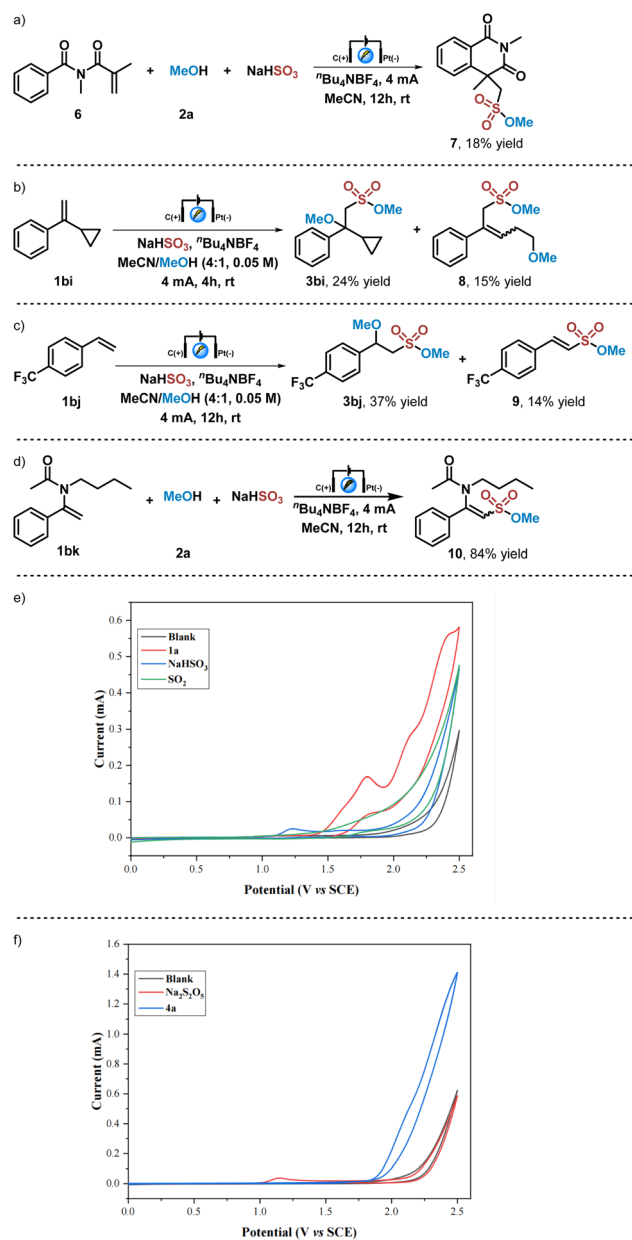 a)
O O
N
6
+ MeOH + NaHSO₃
2a
C(+) Pt(-)
ⁿBu₄NBF₄, 4 mA
MeCN, 12h, rt
O
N
O
O
S
O
OMe
7, 18% yield
b)
1bi
C(+) Pt(-)
NaHSO₃, ⁿBu₄NBF₄
MeCN/MeOH (4:1, 0.05 M)
4 mA, 4h, rt
O O
MeO S OMe
3bi, 24% yield
+
O O
S OMe
OMe
8, 15% yield
c)
F₃C
1bj
C(+) Pt(-)
NaHSO₃, ⁿBu₄NBF₄
MeCN/MeOH (4:1, 0.05 M)
4 mA, 12h, rt
OMe O
S O
OMe
F₃C
3bj, 37% yield
+
O
S O
OMe
F₃C
9, 14% yield
d)
O
N
1bk
+ MeOH + NaHSO₃
2a
C(+) Pt(-)
ⁿBu₄NBF₄, 4 mA
MeCN, 12h, rt
O
N O
S O
OMe
10, 84% yield
e)
Blank
1a
NaHSO₃
SO₂
0.6
0.5
0.4
0.3
0.2
0.1
0.0
Current (mA)
0.0 0.5 1.0 1.5 2.0 2.5
Potential (V vs SCE)
f)
Blank
Na₂S₂O₅
4a
1.6
1.4
1.2
1.0
0.8
0.6
0.4
0.2
0.0
Current (mA)
0.0 0.5 1.0 1.5 2.0 2.5
Potential (V vs SCE)